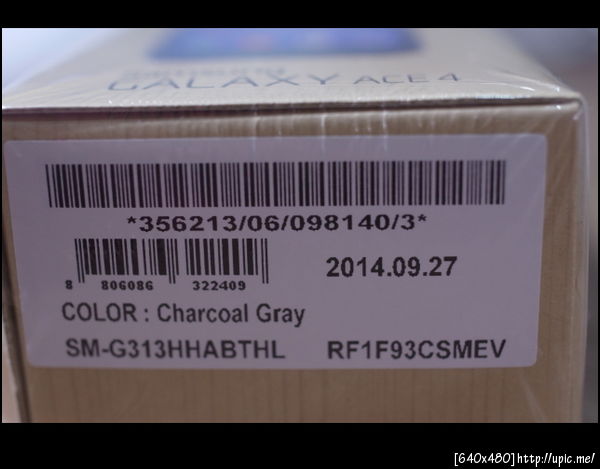 GALAXY ACE 4
*356213/06/098140/3*
8 806086 322409
2014.09.27
COLOR : Charcoal Gray
SM-G313HHABTHL RF1F93CSMEV
[640x480]http://upic.me/